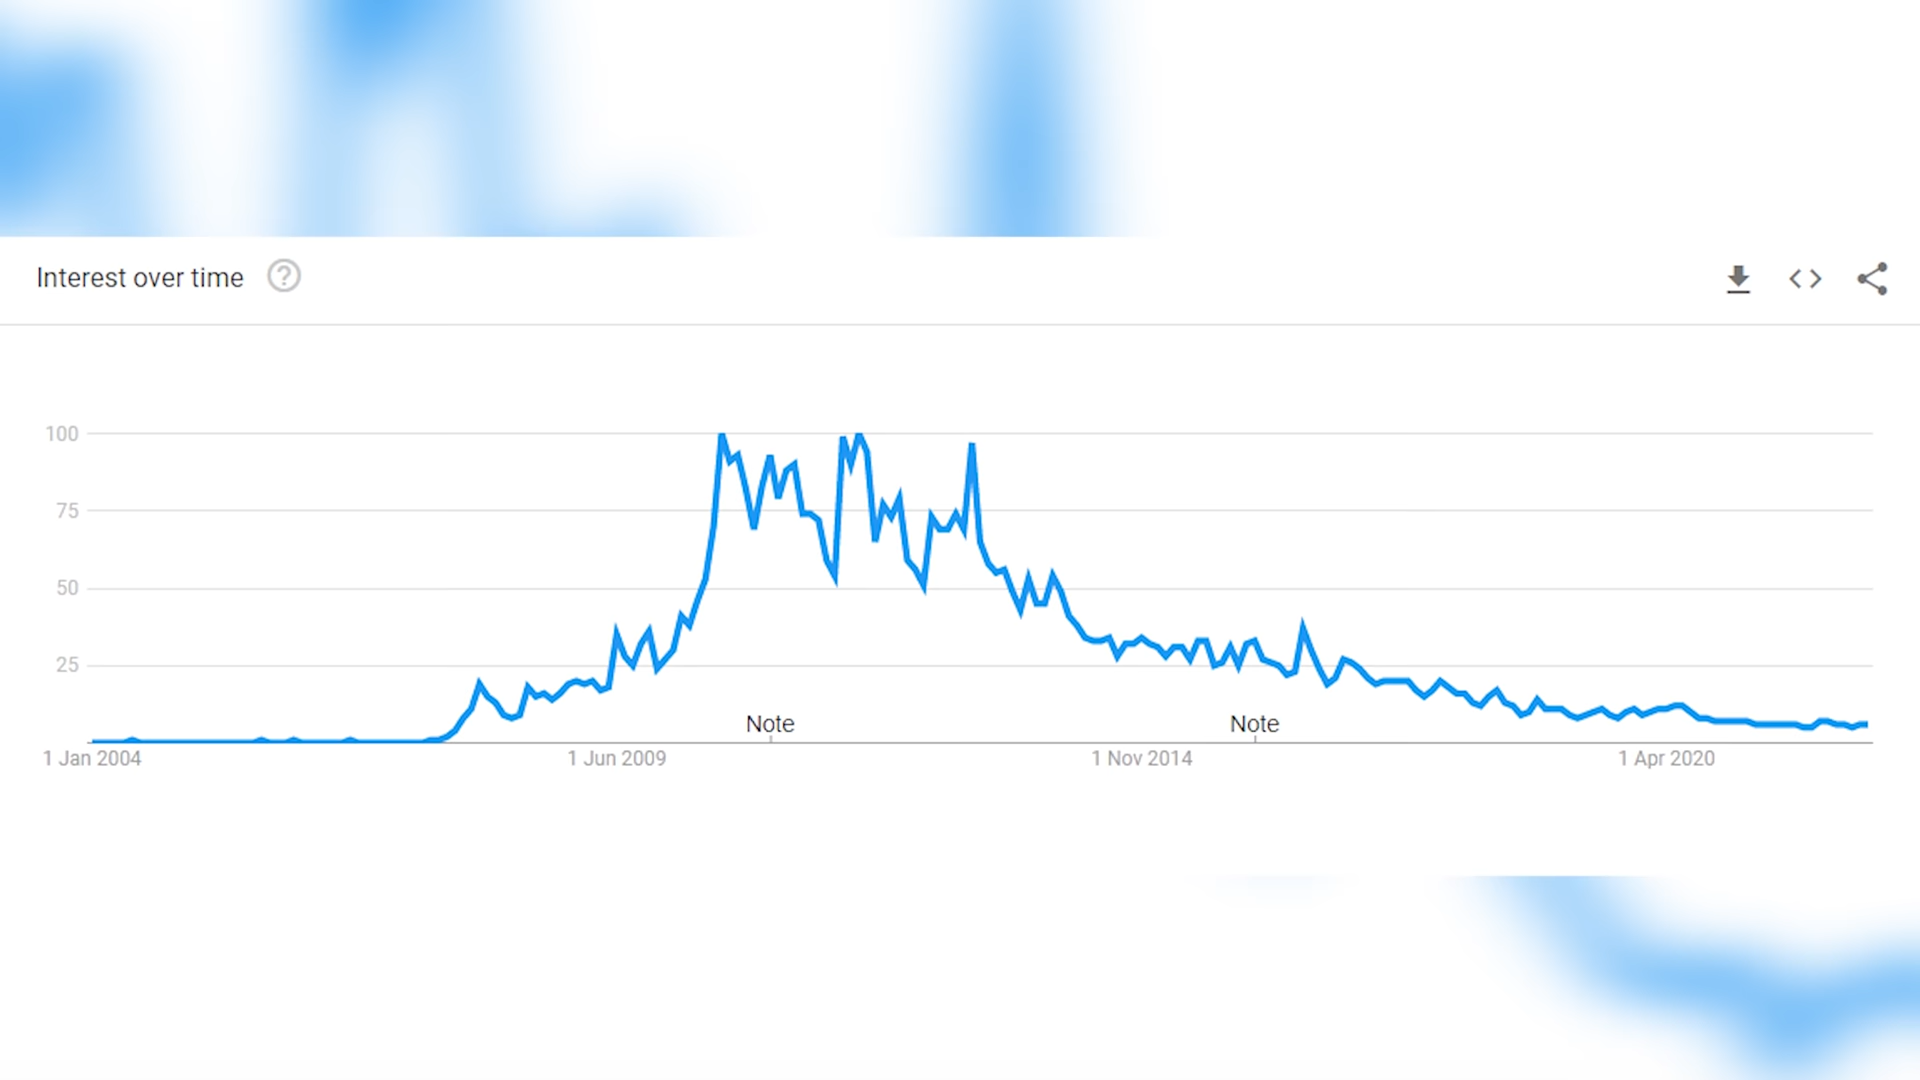 Interest over time ?
100
75
50
25
Note
Note
1 Jan 2004
1 Jun 2009
1 Nov 2014
1 Apr 2020